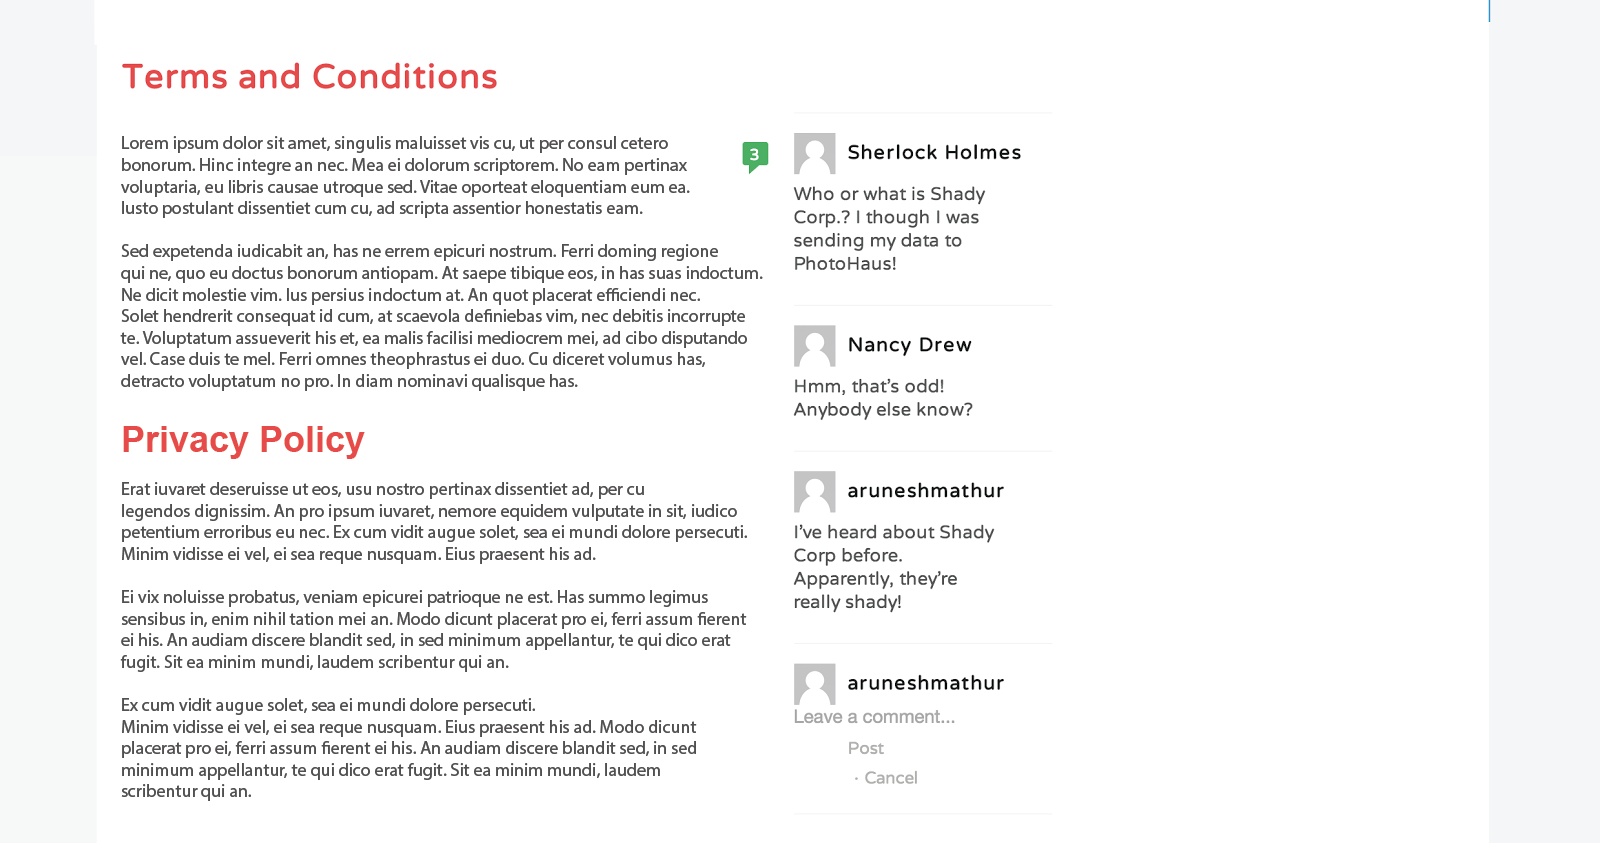 Terms and Conditions
Lorem ipsum dolor sit amet, singulis maluisset vis cu, ut per consul cetero
bonorum. Hinc integre an nec. Mea ei dolorum scriptorem. No eam pertinax
voluptaria, eu libris causae utroque sed. Vitae oporteat eloquentiam eum ea.
Iusto postulant dissentiet cum cu, ad scripta assentior honestatis eam.
Sed expetenda iudicabit an, has ne errem epicuri nostrum. Ferri doming regione
qui ne, quo eu doctus bonorum antiopam. At saepe tibique eos, in has suas indoctum.
Ne dicit molestie vim. Ius persius indoctum at. An quot placerat efficiendi nec.
Solet hendrerit consequat id cum, at scaevola definiebas vim, nec debitis incorrupte
te. Voluptatum assueverit his et, ea malis facilisi mediocrem mei, ad cibo disputando
vel. Case duis te mel. Ferri omnes theophrastus ei duo. Cu diceret volumus has,
detracto voluptatum no pro. In diam nominavi qualisque has.
Privacy Policy
Erat iuvaret deseruisse ut eos, usu nostro pertinax dissentiet ad, per cu
legendos dignissim. An pro ipsum iuvaret, nemore equidem vulputate in sit, iudico
petentium erroribus eu nec. Ex cum vidit augue solet, sea ei mundi dolore persecuti.
Minim vidisse ei vel, ei sea reque nusquam. Eius praesent his ad.
Ei vix noluisse probatus, veniam epicurei patrioque ne est. Has summo legimus
sensibus in, enim nihil tation mei an. Modo dicunt placerat pro ei, ferri assum fierent
ei his. An audiam discere blandit sed, in sed minimum appellantur, te qui dico erat
fugit. Sit ea minim mundi, laudem scribentur qui an.
Ex cum vidit augue solet, sea ei mundi dolore persecuti.
Minim vidisse ei vel, ei sea reque nusquam. Eius praesent his ad. Modo dicunt
placerat pro ei, ferri assum fierent ei his. An audiam discere blandit sed, in sed
minimum appellantur, te qui dico erat fugit. Sit ea minim mundi, laudem
scribentur qui an.
3
Sherlock Holmes
Who or what is Shady
Corp.? I though I was
sending my data to
PhotoHaus!
Nancy Drew
Hmm, that's odd!
Anybody else know?
aruneshmathur
I've heard about Shady
Corp before.
Apparently, they're
really shady!
aruneshmathur
Leave a comment...
Post
· Cancel